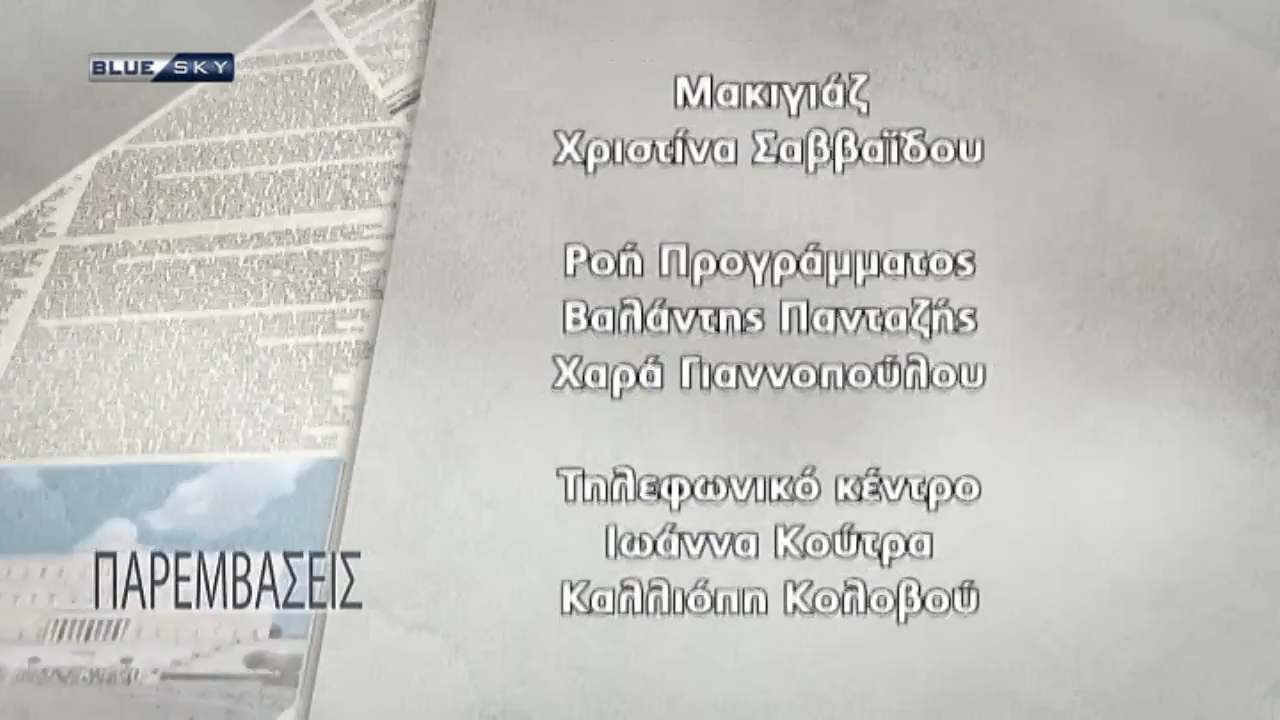 BLUE SKY
Μακιγιάζ
Χριστίνα Σαββαΐδου
Ροή Προγράμματος
Βαλάντης Πανταζής
Χαρά Γιαννοπούλου
Τηλεφωνικό κέντρο
Ιωάννα Κούτρα
Καλλιόπη Κολοβού
ΠΑΡΕΜΒΑΣΕΙΣ